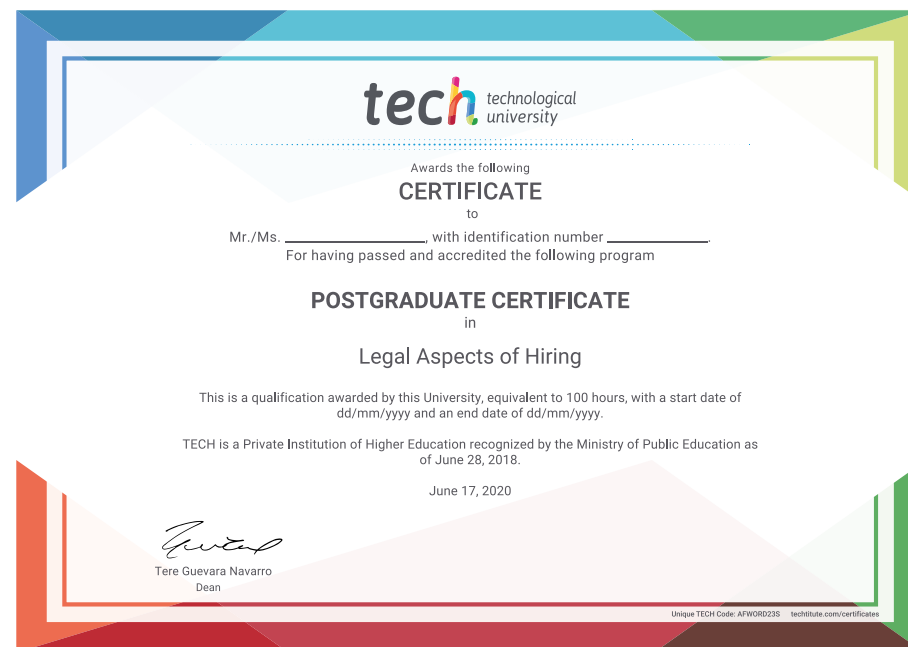 tech technological
university
Awards the following
CERTIFICATE
to
Mr./Ms. ____________________, with identification number ______________.
For having passed and accredited the following program
POSTGRADUATE CERTIFICATE
in
Legal Aspects of Hiring
This is a qualification awarded by this University, equivalent to 100 hours, with a start date of
dd/mm/yyyy and an end date of dd/mm/yyyy.
TECH is a Private Institution of Higher Education recognized by the Ministry of Public Education as
of June 28, 2018.
June 17, 2020
Tere Guevara Navarro
Dean
Unique TECH Code: AFWORD23S techtitute.com/certificates